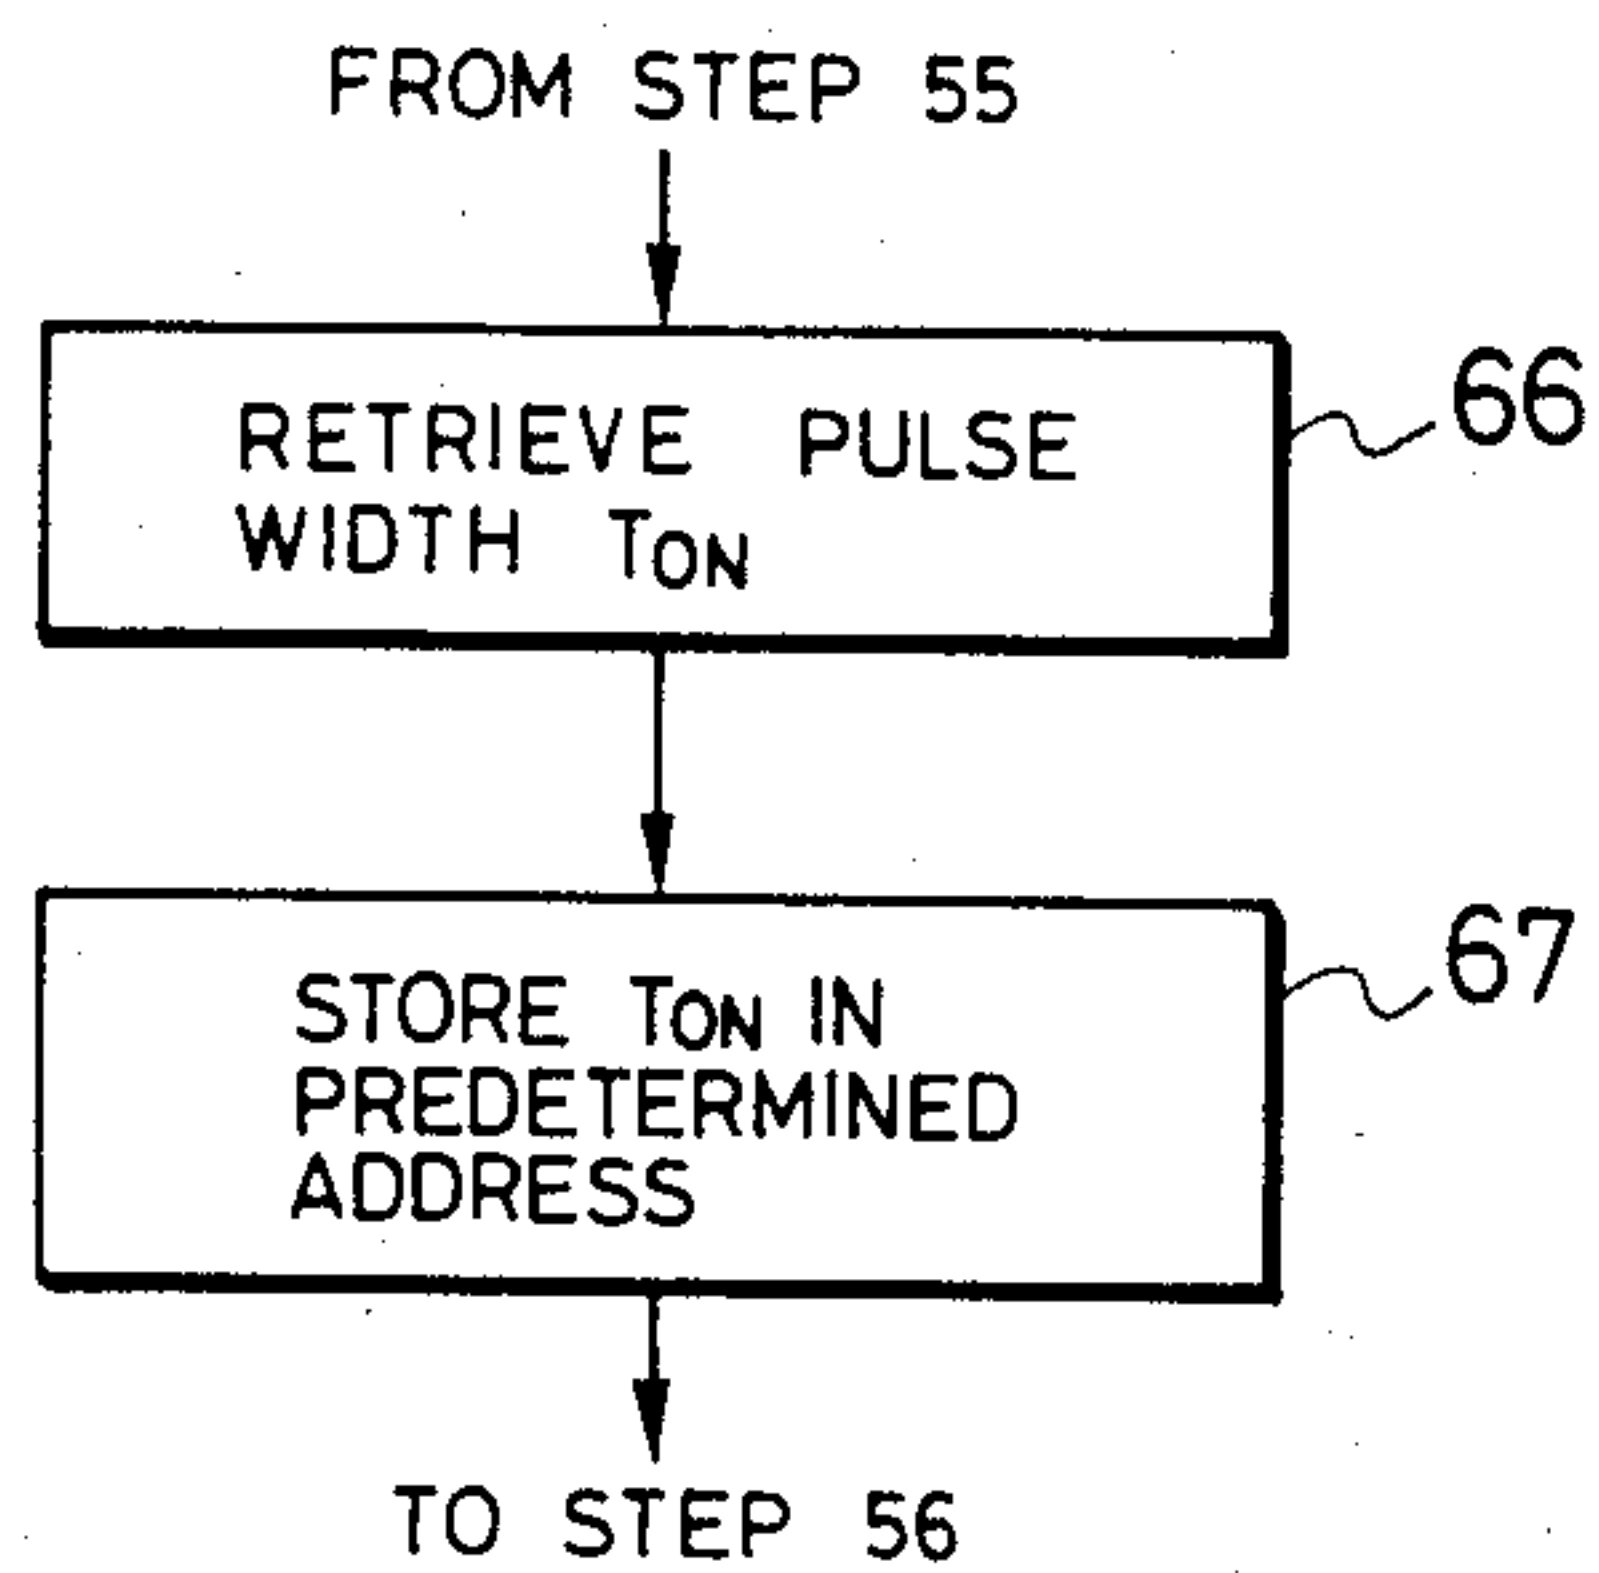 FROM STEP 55
RETRIEVE PULSE
WIDTH TON
66
STORE TON IN
PREDETERMINED
ADDRESS
67
TO STEP 56